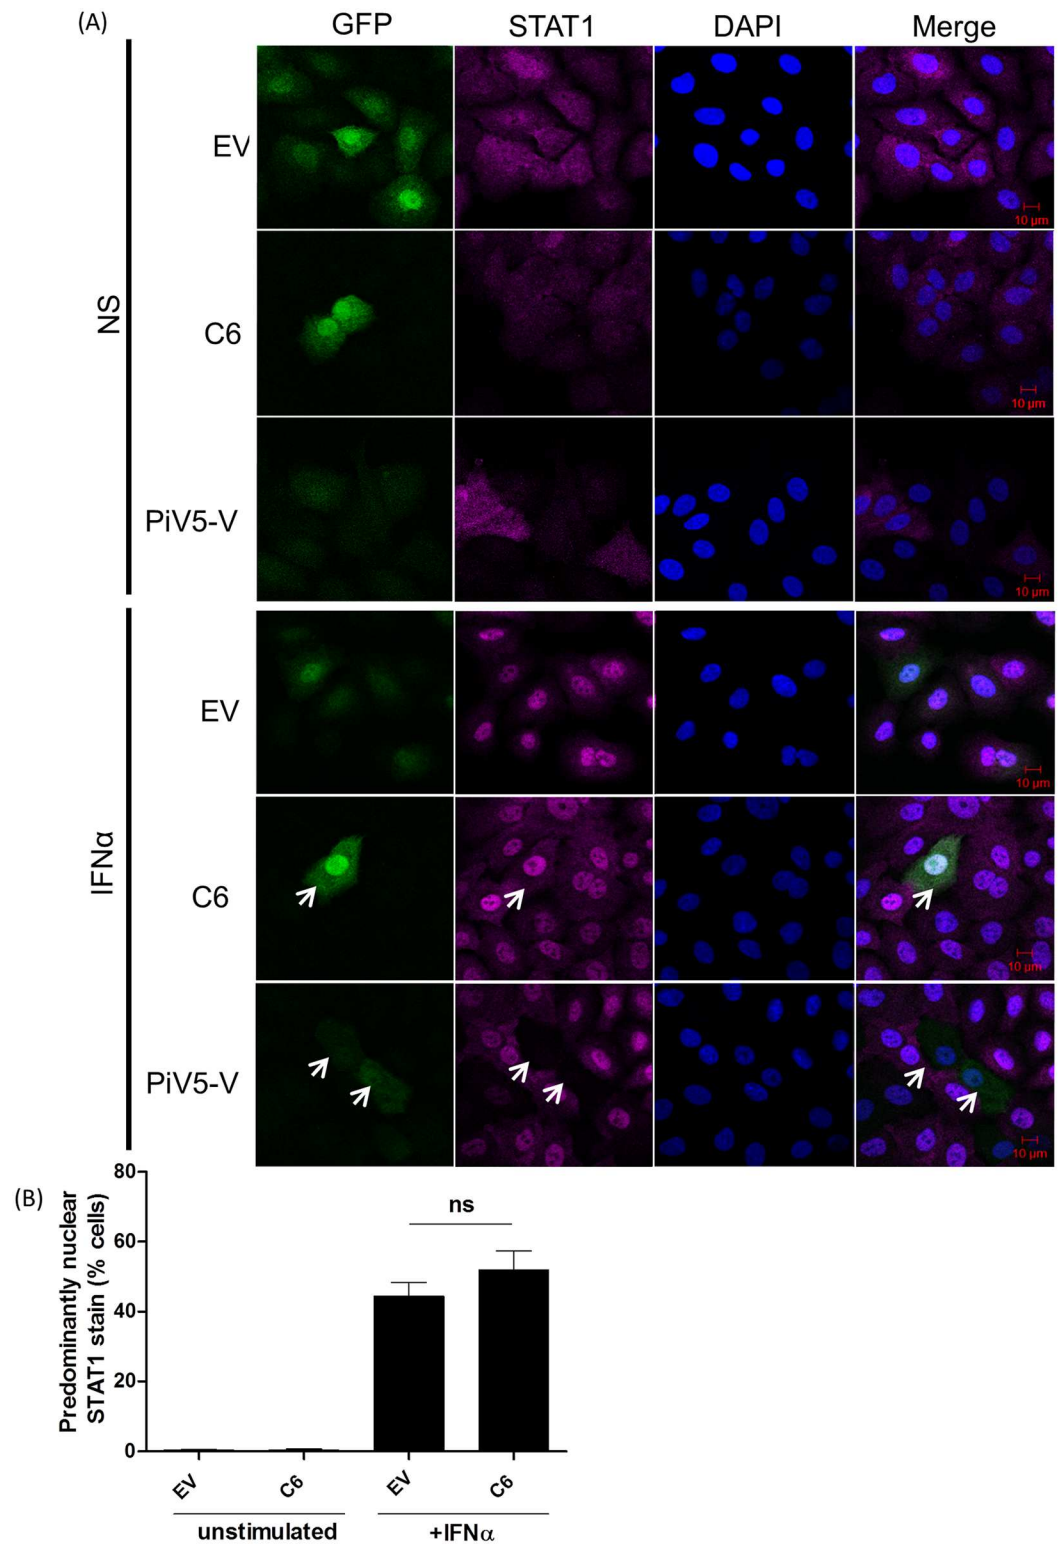 (A)
GFP STAT1 DAPI Merge
NS
EV
10 µm
C6
10 µm
PiV5-V
10 µm
IFNα
EV
10 µm
C6
10 µm
PiV5-V
10 µm
(B)
Predominantly nuclear
STAT1 stain (% cells)
80
60
40
20
0
ns
EV C6 EV C6
unstimulated +IFNα